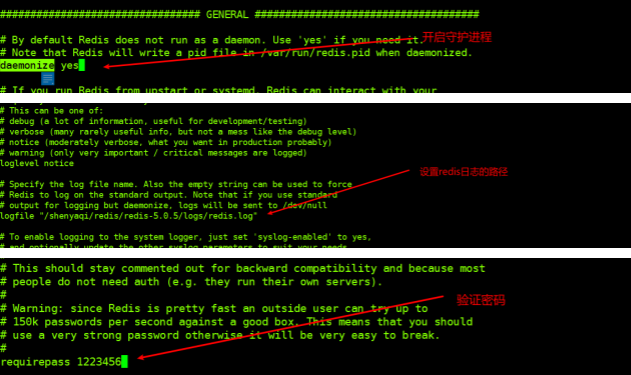 ################################# GENERAL #####################################
# By default Redis does not run as a daemon. Use 'yes' if you need it.
开启守护进程
# Note that Redis will write a pid file in /var/run/redis.pid when daemonized.
daemonize yes
# If you run Redis from upstart or systemd, Redis can interact with your
# This can be one of:
# debug (a lot of information, useful for development/testing)
# verbose (many rarely useful info, but not a mess like the debug level)
# notice (moderately verbose, what you want in production probably)
# warning (only very important / critical messages are logged)
loglevel notice
设置redis日志的路径
# Specify the log file name. Also the empty string can be used to force
# Redis to log on the standard output. Note that if you use standard
# output for logging but daemonize, logs will be sent to /dev/null
logfile "/shenyaqi/redis/redis-5.0.5/logs/redis.log"
# To enable logging to the system logger, just set 'syslog-enabled' to yes,
# and optionally update the other syslog parameters to suit your needs.
# This should stay commented out for backward compatibility and because most
# people do not need auth (e.g. they run their own servers).
#
# Warning: since Redis is pretty fast an outside user can try up to
验证密码
# 150k passwords per second against a good box. This means that you should
# use a very strong password otherwise it will be very easy to break.
#
requirepass 1223456